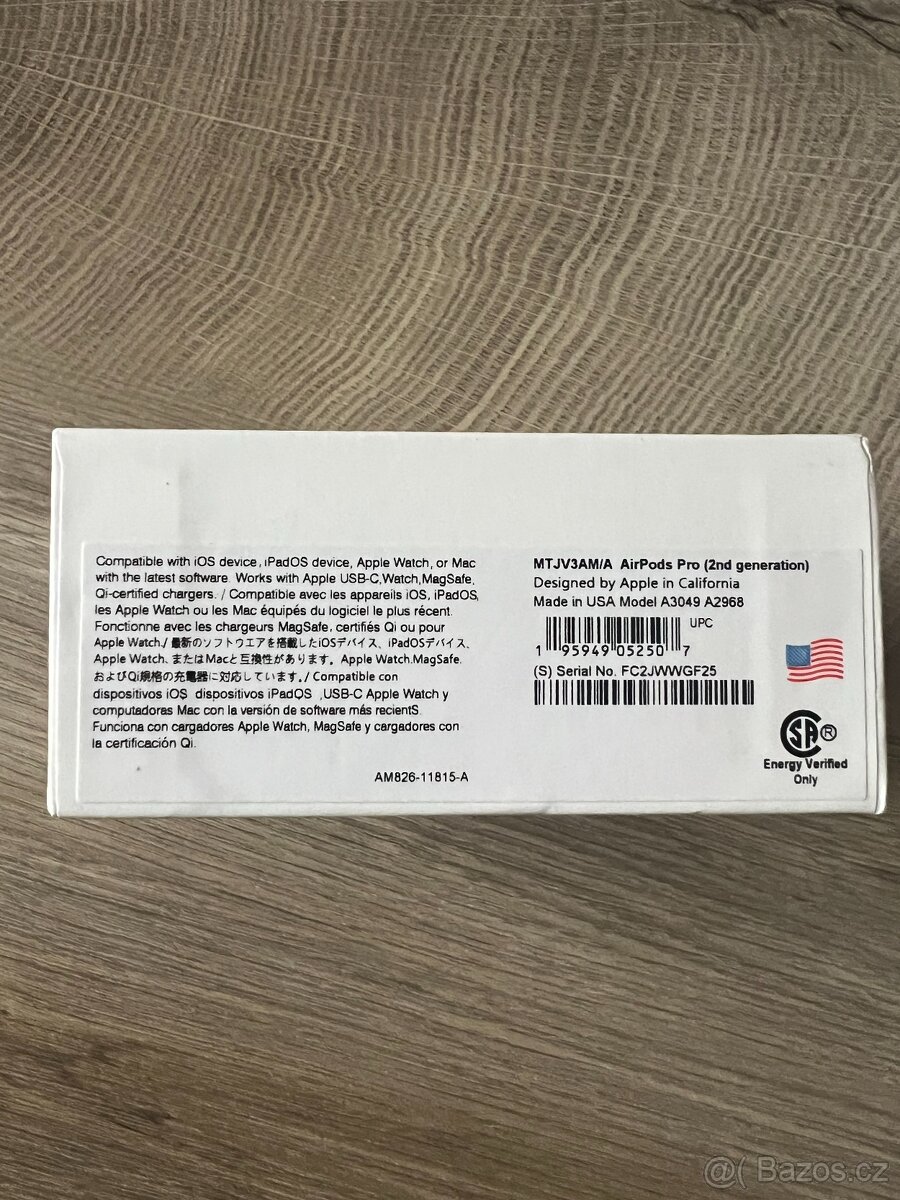 Compatible with iOS device, iPadOS device, Apple Watch, or Mac
with the latest software. Works with Apple USB-C,Watch,MagSafe,
Qi-certified chargers. / Compatible avec les appareils iOS, iPadOS,
les Apple Watch ou les Mac équipés du logiciel le plus récent.
Fonctionne avec les chargeurs MagSafe, certifiés Qi ou pour
Apple Watch./ 最新のソフトウエアを搭載したiOSデバイス、iPadOSデバイス、
Apple Watch、またはMacと互換性があります。Apple Watch.MagSafe.
およびQi規格の充電器に対応しています。/ Compatible con
dispositivos iOS, dispositivos iPadOS ,USB-C Apple Watch y
computadoras Mac con la versión de software más recientS.
Funciona con cargadores Apple Watch, MagSafe y cargadores con
la certificación Qi.
AM826-11815-A
MTJV3AM/A AirPods Pro (2nd generation)
Designed by Apple in California
Made in USA Model A3049 A2968
UPC
1 95949 05250 7
(S) Serial No. FC2JWWGF25
SA ®
Energy Verified
Only
@( Bazos.cz